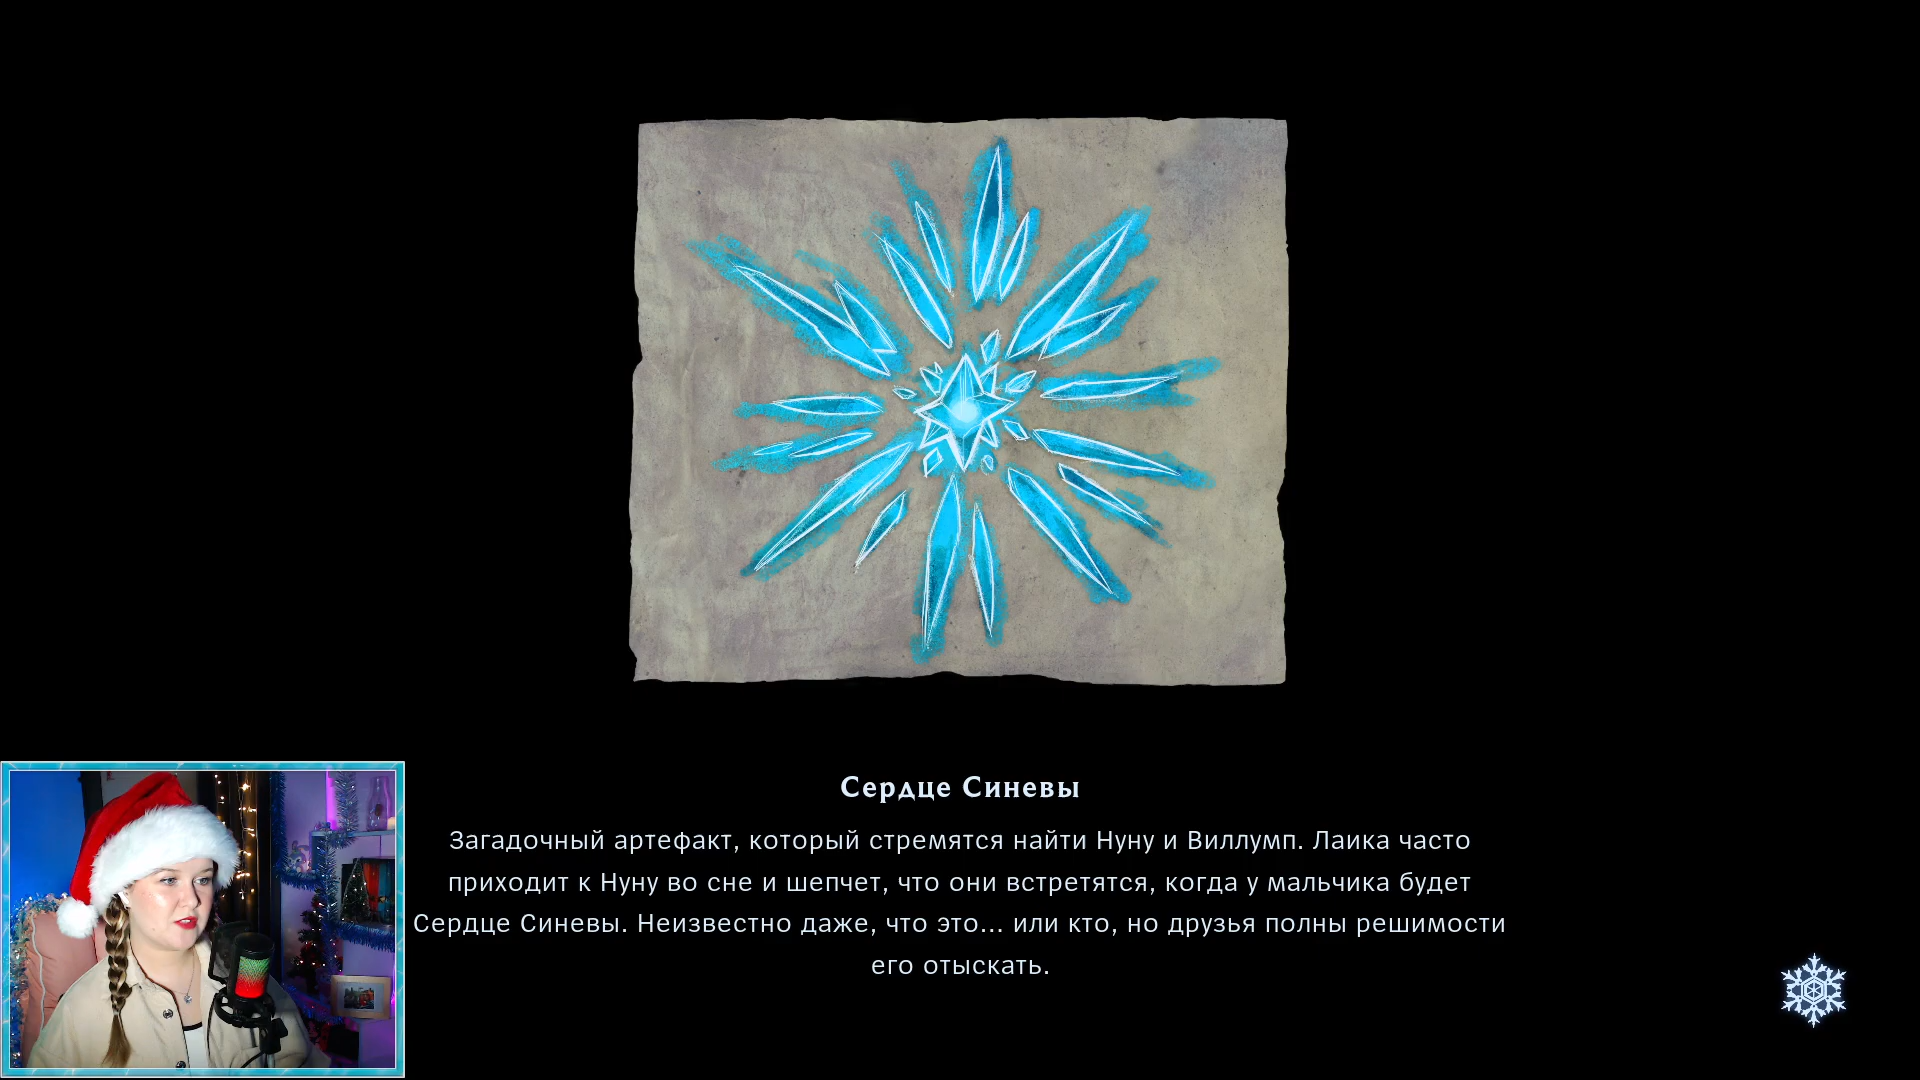 Сердце Синевы
Загадочный артефакт, который стремятся найти Нуну и Виллумп. Лаика часто
приходит к Нуну во сне и шепчет, что они встретятся, когда у мальчика будет
Сердце Синевы. Неизвестно даже, что это... или кто, но друзья полны решимости
его отыскать.